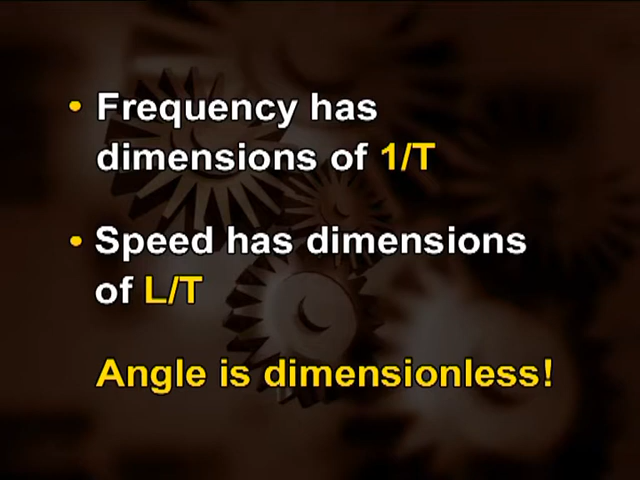 • Frequency has
dimensions of 1/T
• Speed has dimensions
of L/T
Angle is dimensionless!